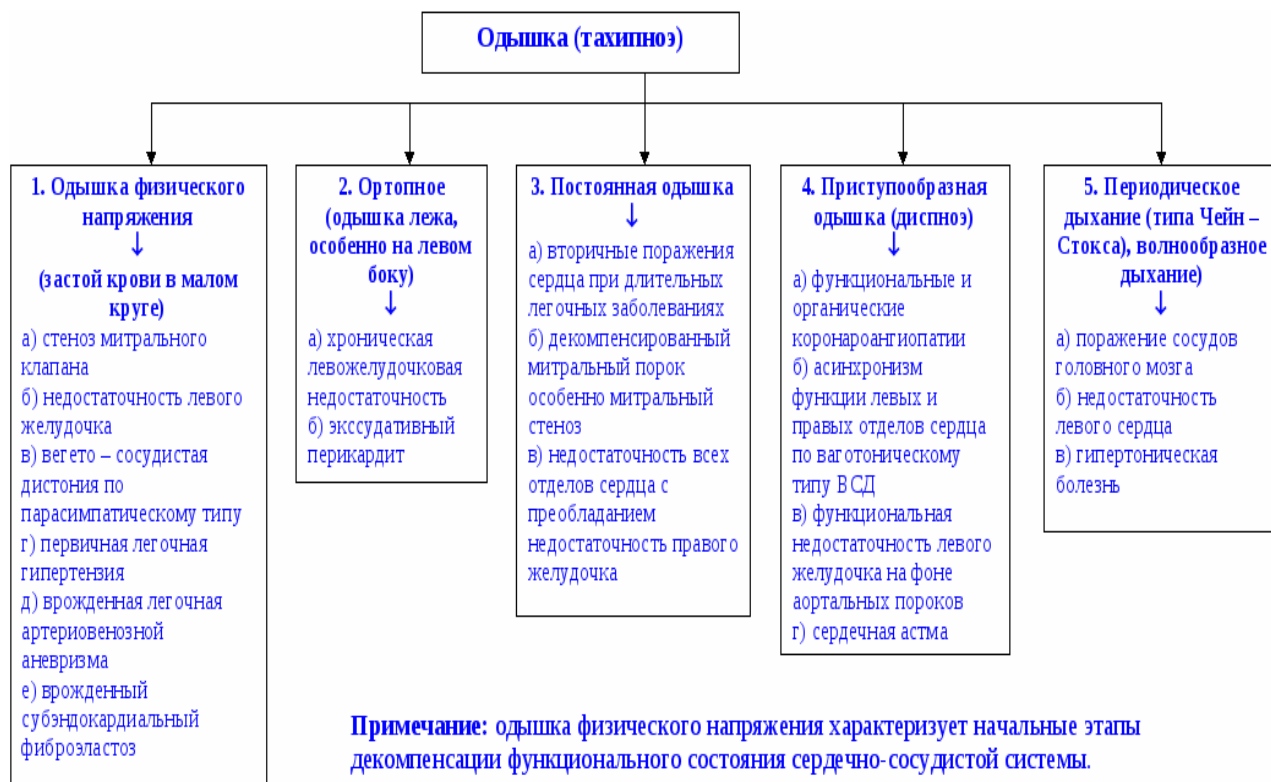 Одышка (тахипноэ)
1. Одышка физического
напряжения
↓
(застой крови в малом
круге)
а) стеноз митрального
клапана
б) недостаточность левого
желудочка
в) вегето – сосудистая
дистония по
парасимпатическому типу
г) первичная легочная
гипертензия
д) врожденная легочная
артериовенозной
аневризма
е) врожденный
субэндокардиальный
фиброэластоз
2. Ортопное
(одышка лежа,
особенно на левом
боку)
↓
а) хроническая
левожелудочковая
недостаточность
б) экссудативный
перикардит
3. Постоянная одышка
↓
а) вторичные поражения
сердца при длительных
легочных заболеваниях
б) декомпенсированный
митральный порок
особенно митральный
стеноз
в) недостаточность всех
отделов сердца с
преобладанием
недостаточность правого
желудочка
4. Приступообразная
одышка (диспноэ)
↓
а) функциональные и
органические
коронароангиопатии
б) асинхронизм
функции левых и
правых отделов сердца
по ваготоническому
типу ВСД
в) функциональная
недостаточность левого
желудочка на фоне
аортальных пороков
г) сердечная астма
5. Периодическое
дыхание (типа Чейн –
Стокса), волнообразное
дыхание)
↓
а) поражение сосудов
головного мозга
б) недостаточность
левого сердца
в) гипертоническая
болезнь
Примечание: одышка физического напряжения характеризует начальные этапы
декомпенсации функционального состояния сердечно-сосудистой системы.